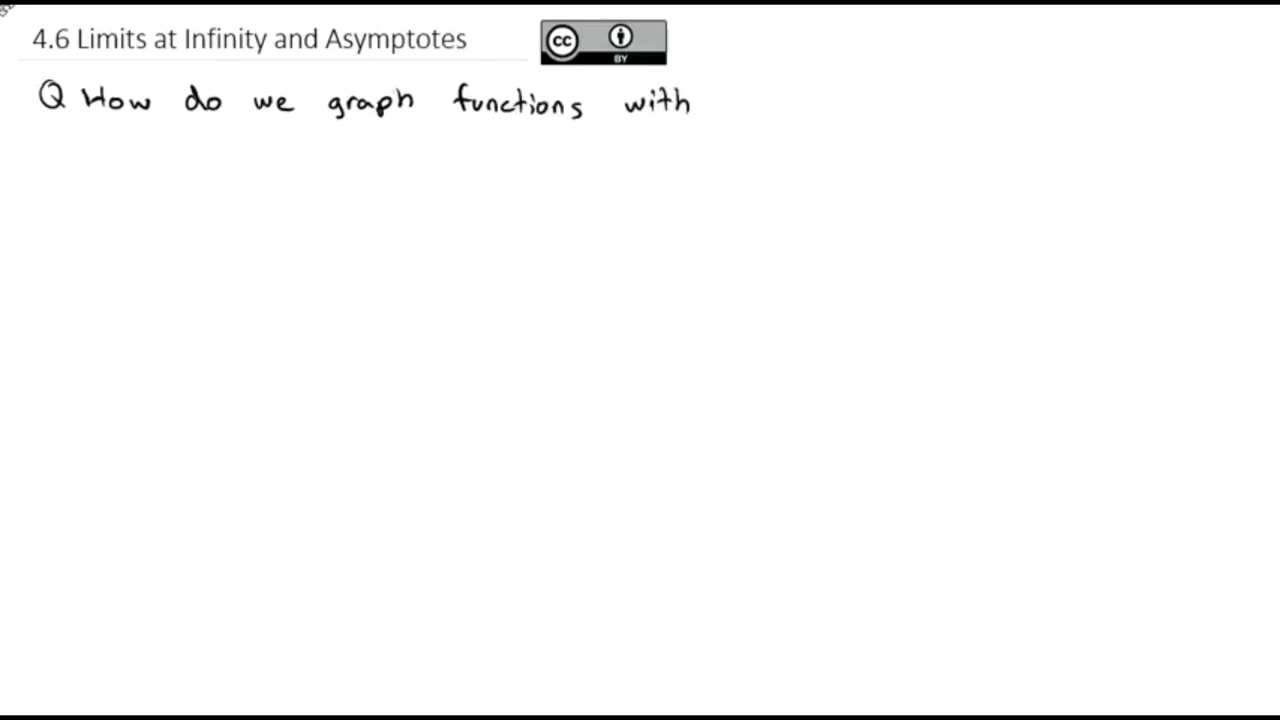 4.6 Limits at Infinity and Asymptotes
cc
BY
Q How do we graph functions with